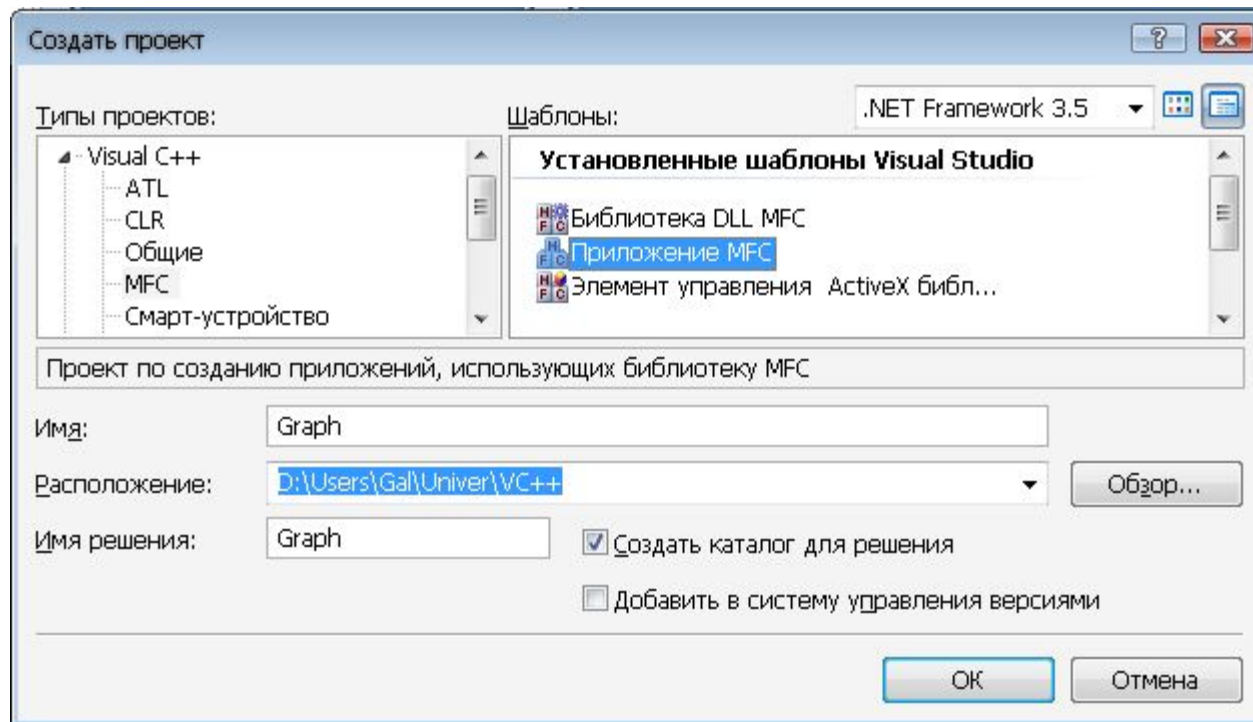 Создать проект
Типы проектов:
Шаблоны:
.NET Framework 3.5
Visual C++
ATL
CLR
Общие
MFC
Смарт-устройство
Установленные шаблоны Visual Studio
Библиотека DLL MFC
Приложение MFC
Элемент управления ActiveX библ...
Проект по созданию приложений, использующих библиотеку MFC
Имя:
Graph
Расположение:
D:\Users\Gal\Univer\VC++
Обзор...
Имя решения:
Graph
Создать каталог для решения
Добавить в систему управления версиями
ОК
Отмена